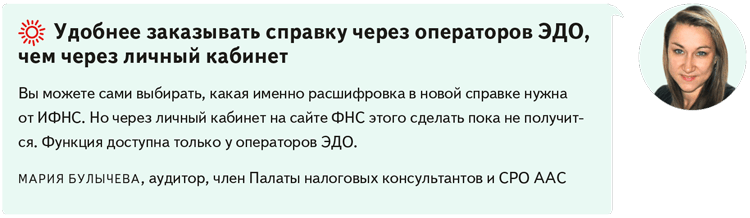 Удобнее заказывать справку через операторов ЭДО,
чем через личный кабинет
Вы можете сами выбирать, какая именно расшифровка в новой справке нужна
от ИФНС. Но через личный кабинет на сайте ФНС этого сделать пока не получит-
ся. Функция доступна только у операторов ЭДО.
МАРИЯ БУЛЫЧЕВА, аудитор, член Палаты налоговых консультантов и СРО ААС